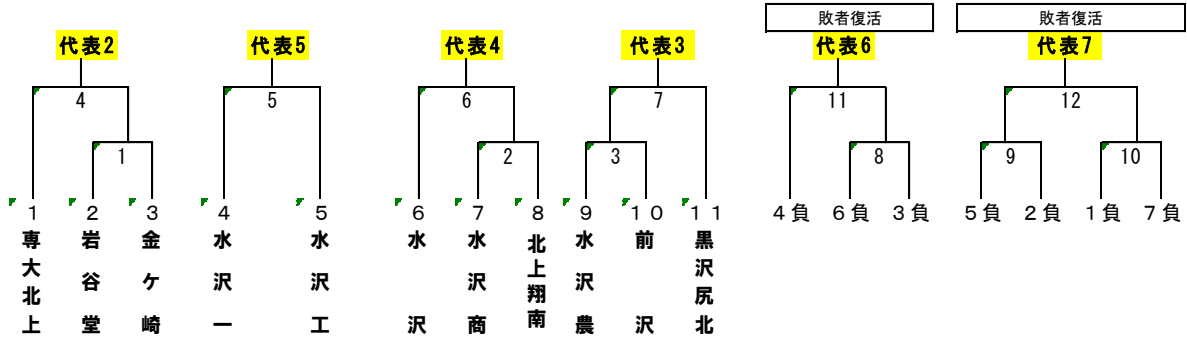 敗者復活 敗者復活
代表2 代表5 代表4 代表3 代表6 代表7
4 5 6 7 11 12
1 2 3 8 9 10
1 2 3 4 5 6 7 8 9 10 11 4負 6負 3負 5負 2負 1負 7負
専大北上
岩谷堂
金ケ崎
水沢一
水沢工
水沢
水沢商
北上翔南
水沢農
前沢
黒沢尻北